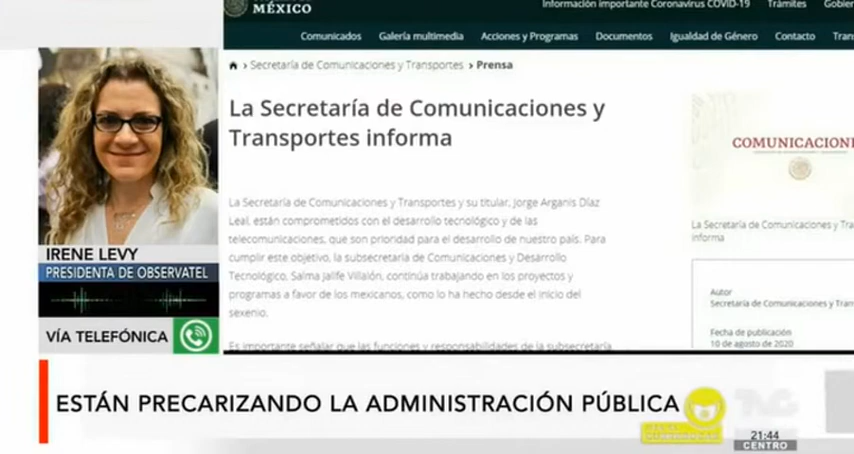 MÉXICO
Información importante Coronavirus COVID-19 Trámites Gobier
Comunicados Galería multimedia Acciones y Programas Documentos Igualdad de Género Contacto Tran
> Secretaría de Comunicaciones y Transportes > Prensa
La Secretaría de Comunicaciones y
Transportes informa
La Secretaría de Comunicaciones y Transportes y su titular, Jorge Arganis Díaz
Leal, están comprometidos con el desarrollo tecnológico y de las
telecomunicaciones, que son prioridad para el desarrollo de nuestro país. Para
cumplir este objetivo, la subsecretaria de Comunicaciones y Desarrollo
Tecnológico, Salma Jalife Villalón, continúa trabajando en los proyectos y
programas a favor de los mexicanos, como lo ha hecho desde el inicio del
sexenio.
Es importante señalar que las funciones y responsabilidades de la subsecretaría
COMUNICACIONE
La Secretaría de Comunicaciones y Tra
informa
Autor
Secretaría de Comunicaciones y Tran
Fecha de publicación
10 de agosto de 2020
IRENE LEVY
PRESIDENTA DE OBSERVATEL
VÍA TELEFÓNICA
ESTÁN PRECARIZANDO LA ADMINISTRACIÓN PÚBLICA
21:44
CENTRO